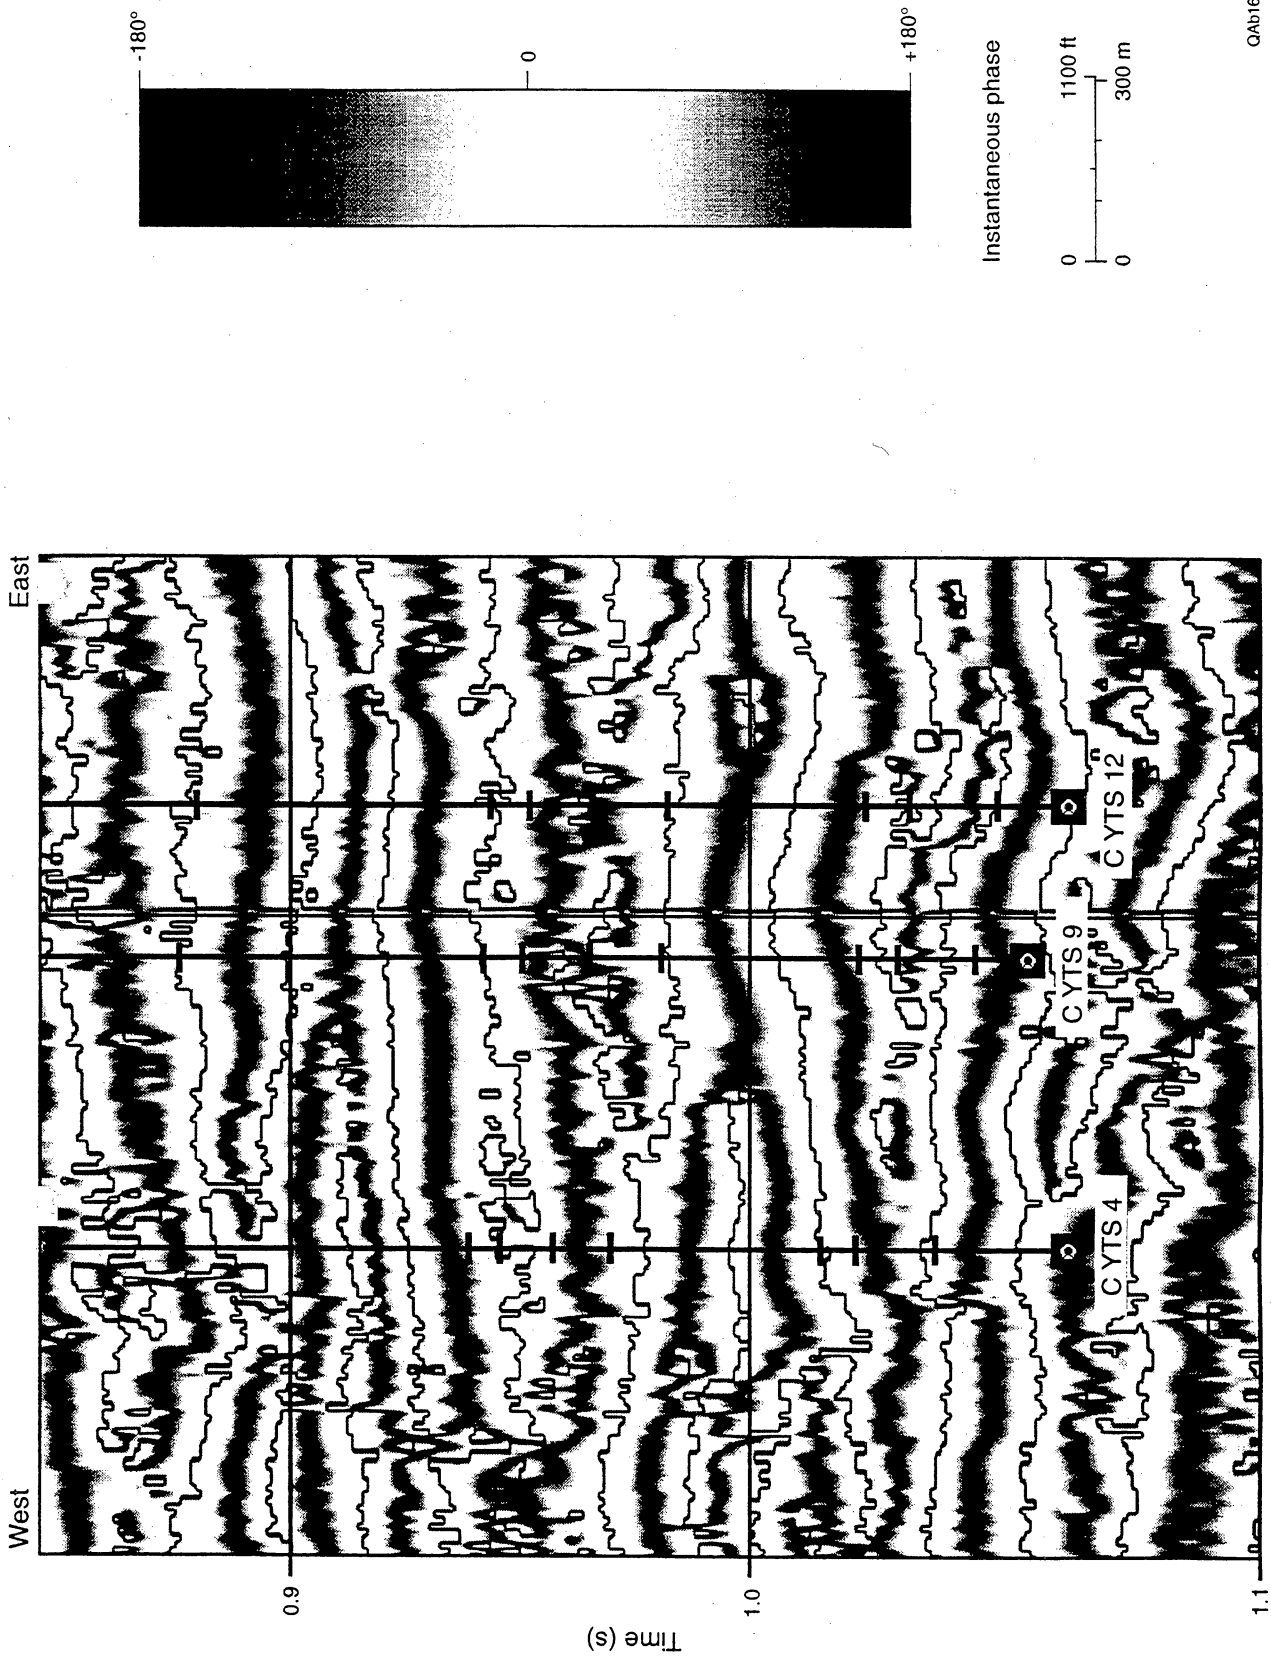 West
East
0.9
1.0
1.1
Time (s)
C YTS 4
C YTS 9
C YTS 12
-180°
0
+180°
Instantaneous phase
0 1100 ft
0 300 m